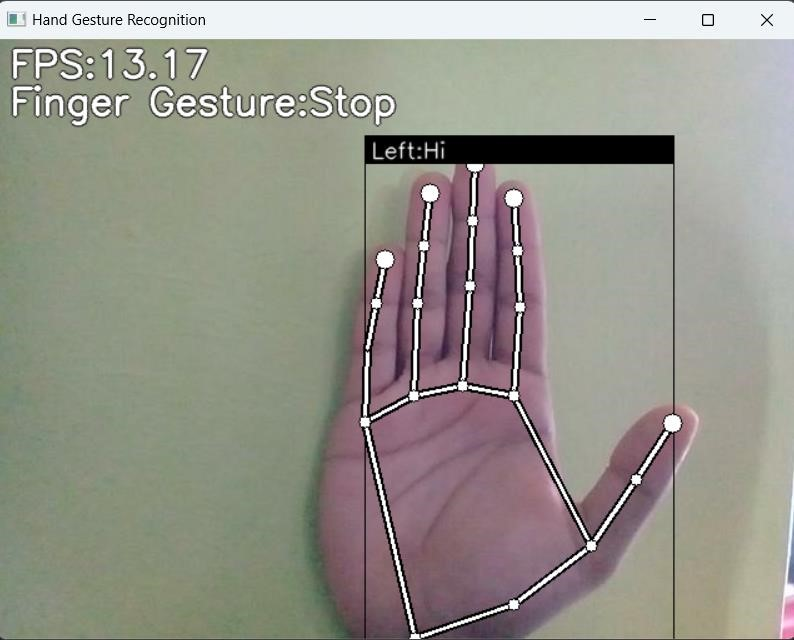 Hand Gesture Recognition
FPS:13.17
Finger Gesture:Stop
Left:Hi